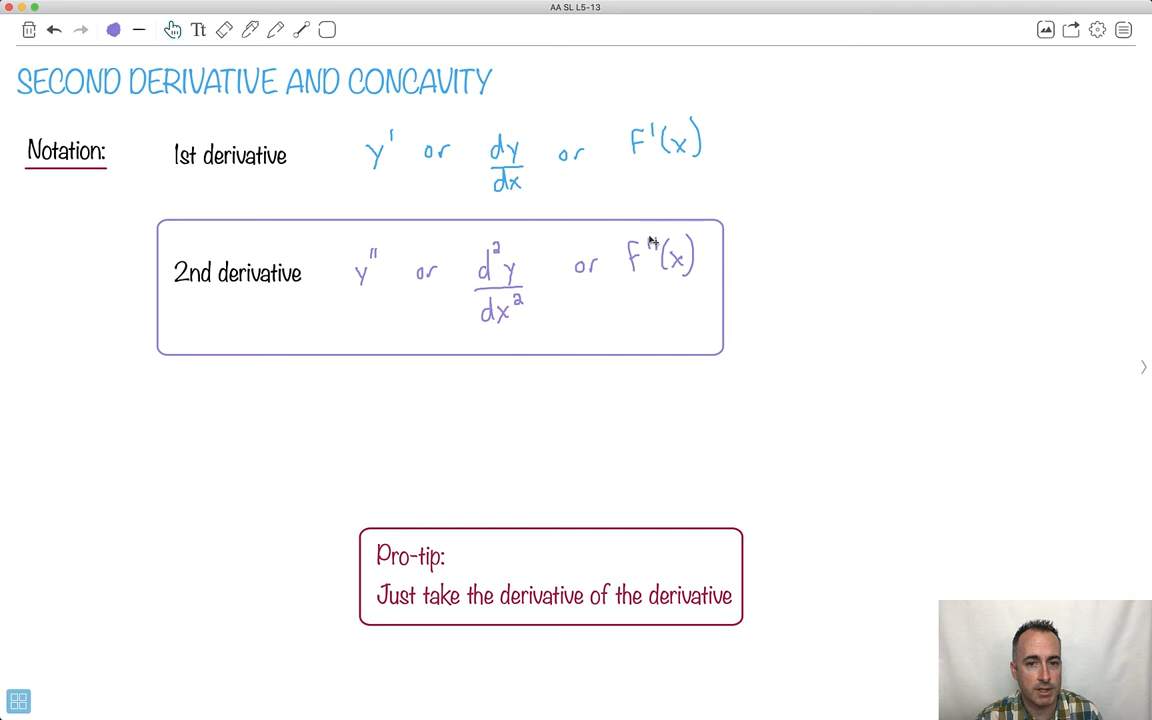 AA SL L5-13
Tt
SECOND DERIVATIVE AND CONCAVITY
Notation: 1st derivative y' or dy/dx or F'(x)
2nd derivative y" or d²y/dx² or F"(x)
Pro-tip:
Just take the derivative of the derivative